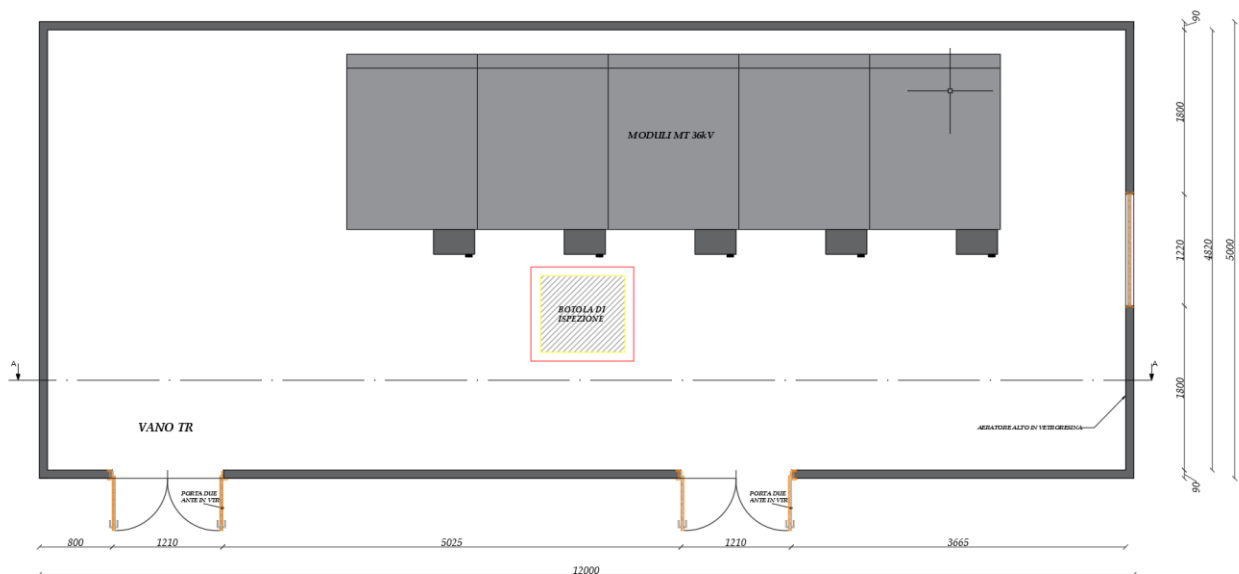 90
1800
MODULI MT 36kV
1220
4820
5000
BOTOLA DI
ISPEZIONE
A
A
1800
VANO TR
AERATORE ALTO IN VETRORESINA
90
PORTA DUE
ANTE IN VTR
PORTA DUE
ANTE IN VTR
800
1210
5025
1210
3665
12000